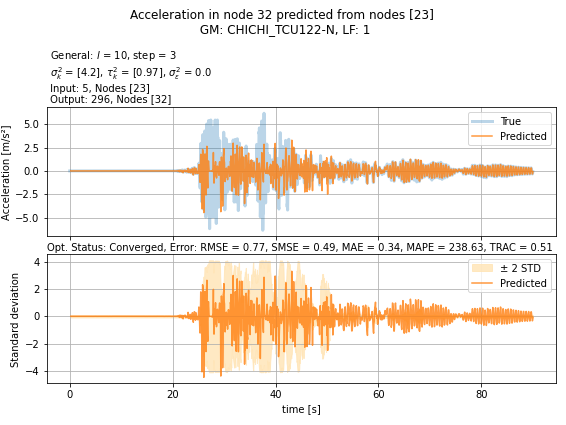 Acceleration in node 32 predicted from nodes [23]
GM: CHICHI_TCU122-N, LF: 1
General: l = 10, step = 3
σ²ₖ = [4.2], τ²ₖ = [0.97], σ²ε = 0.0
Input: 5, Nodes [23]
Output: 296, Nodes [32]
Acceleration [m/s²]
5.0
2.5
0.0
−2.5
−5.0
True
Predicted
Opt. Status: Converged, Error: RMSE = 0.77, SMSE = 0.49, MAE = 0.34, MAPE = 238.63, TRAC = 0.51
Standard deviation
4
2
0
−2
−4
± 2 STD
Predicted
0 20 40 60 80
time [s]